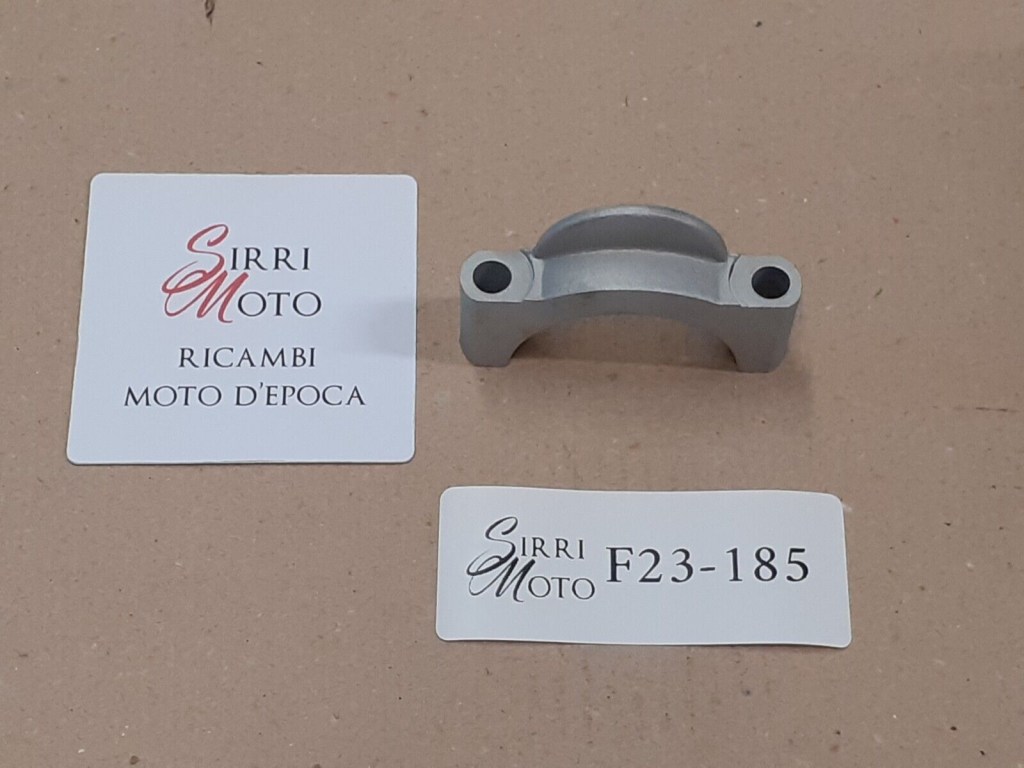 SIRRI
MOTO
RICAMBI
MOTO D'EPOCA
SIRRI
MOTO
F23-185